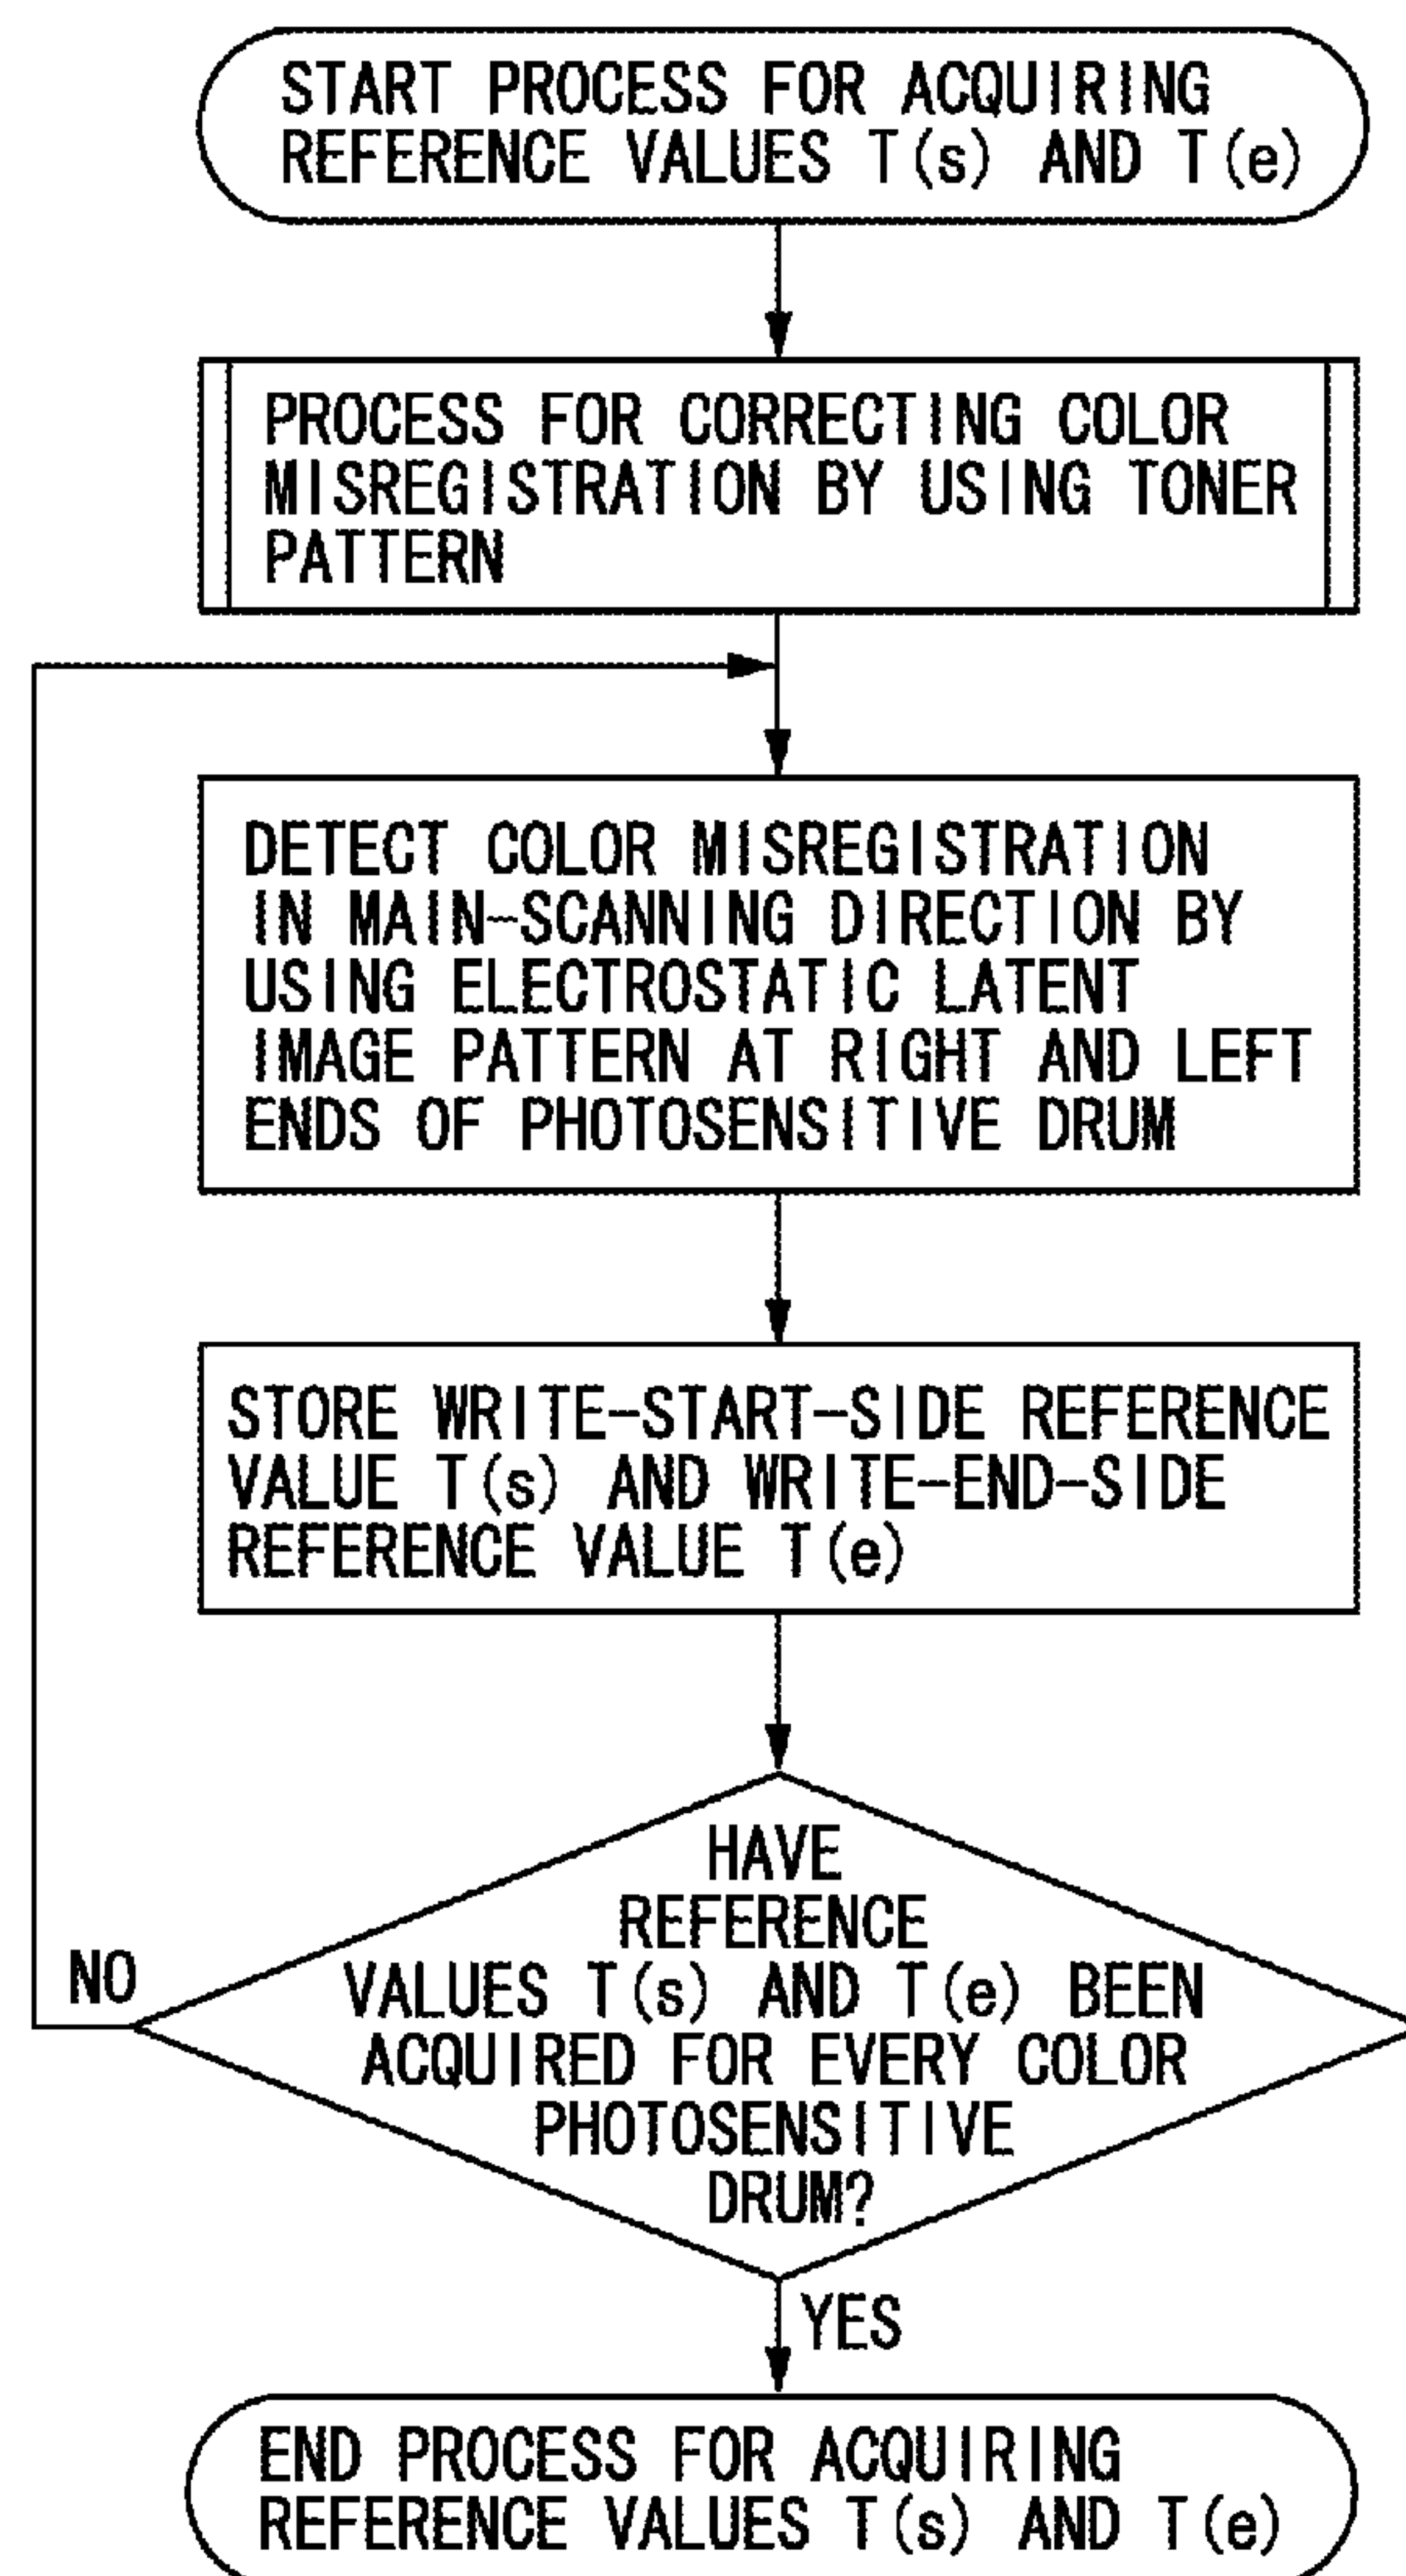 START PROCESS FOR ACQUIRING
REFERENCE VALUES T(s) AND T(e)
PROCESS FOR CORRECTING COLOR
MISREGISTRATION BY USING TONER
PATTERN
DETECT COLOR MISREGISTRATION
IN MAIN-SCANNING DIRECTION BY
USING ELECTROSTATIC LATENT
IMAGE PATTERN AT RIGHT AND LEFT
ENDS OF PHOTOSENSITIVE DRUM
STORE WRITE-START-SIDE REFERENCE
VALUE T(s) AND WRITE-END-SIDE
REFERENCE VALUE T(e)
HAVE
REFERENCE
VALUES T(s) AND T(e) BEEN
ACQUIRED FOR EVERY COLOR
PHOTOSENSITIVE
DRUM?
NO
YES
END PROCESS FOR ACQUIRING
REFERENCE VALUES T(s) AND T(e)